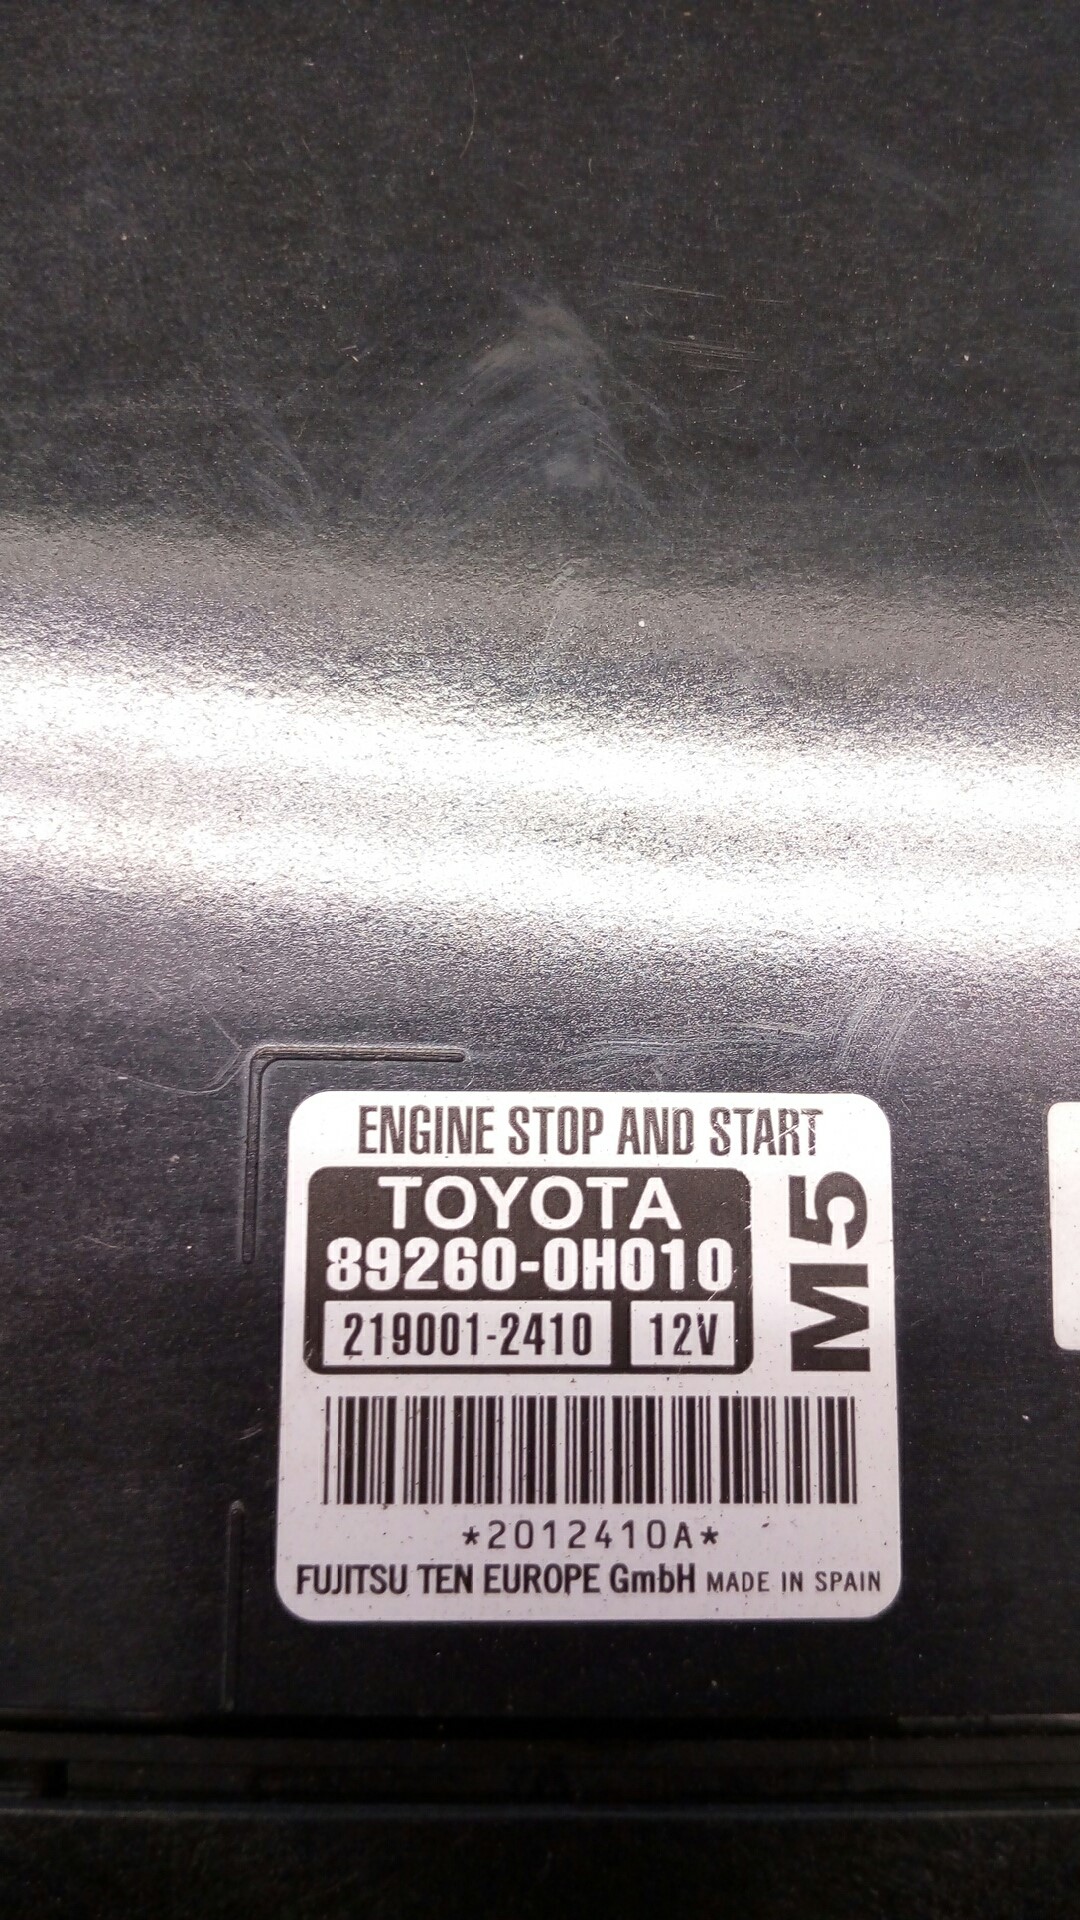 ENGINE STOP AND START
TOYOTA
89260-0H010
219001-2410 12V
M5
*2012410A*
FUJITSU TEN EUROPE GmbH MADE IN SPAIN